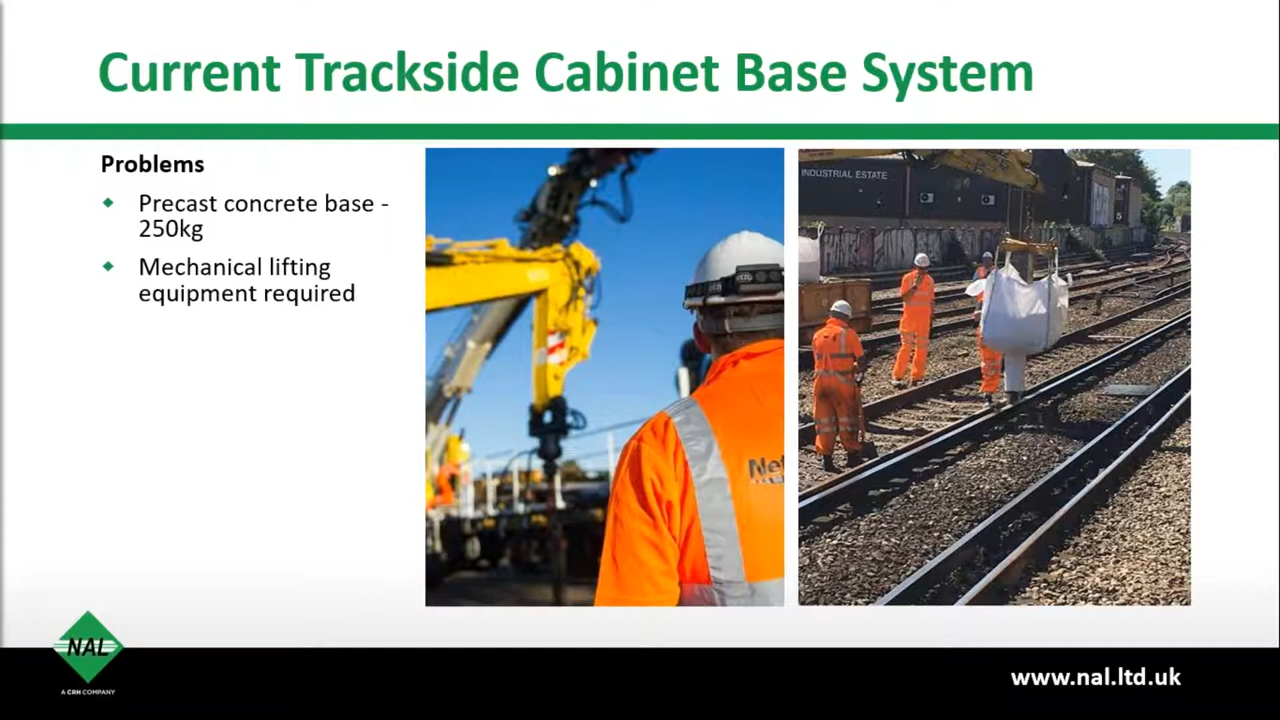 Current Trackside Cabinet Base System
Problems
Precast concrete base -
250kg
Mechanical lifting
equipment required
INDUSTRIAL ESTATE
Net
NAL
A CRH COMPANY
www.nal.ltd.uk